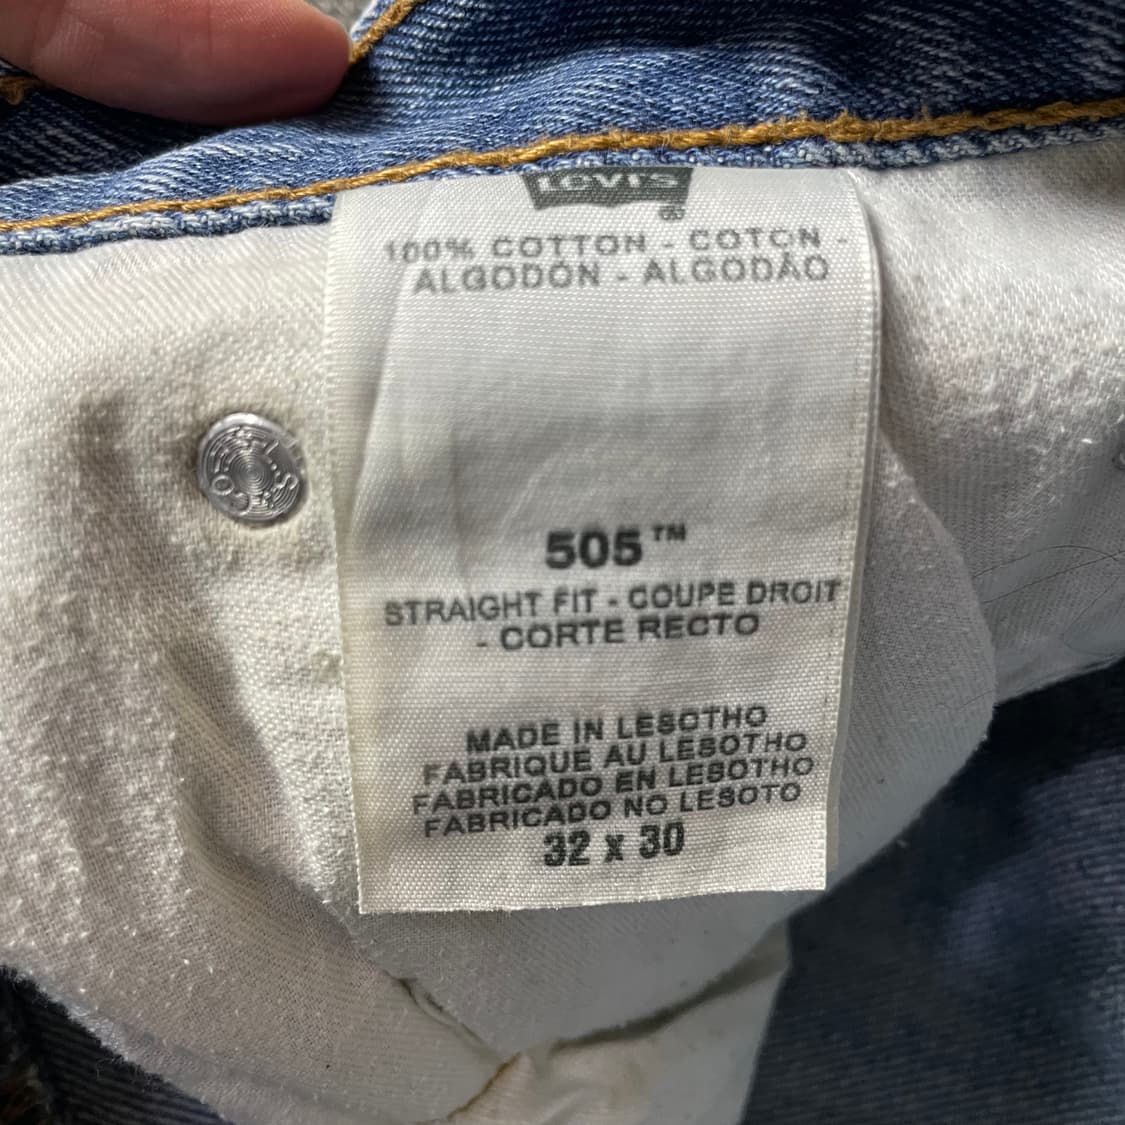 LEVI'S
®
100% COTTON - COTON -
ALGODÓN - ALGODÃO
505™
STRAIGHT FIT - COUPE DROIT
- CORTE RECTO
MADE IN LESOTHO
FABRIQUE AU LESOTHO
FABRICADO EN LESOTHO
FABRICADO NO LESOTO
32 x 30